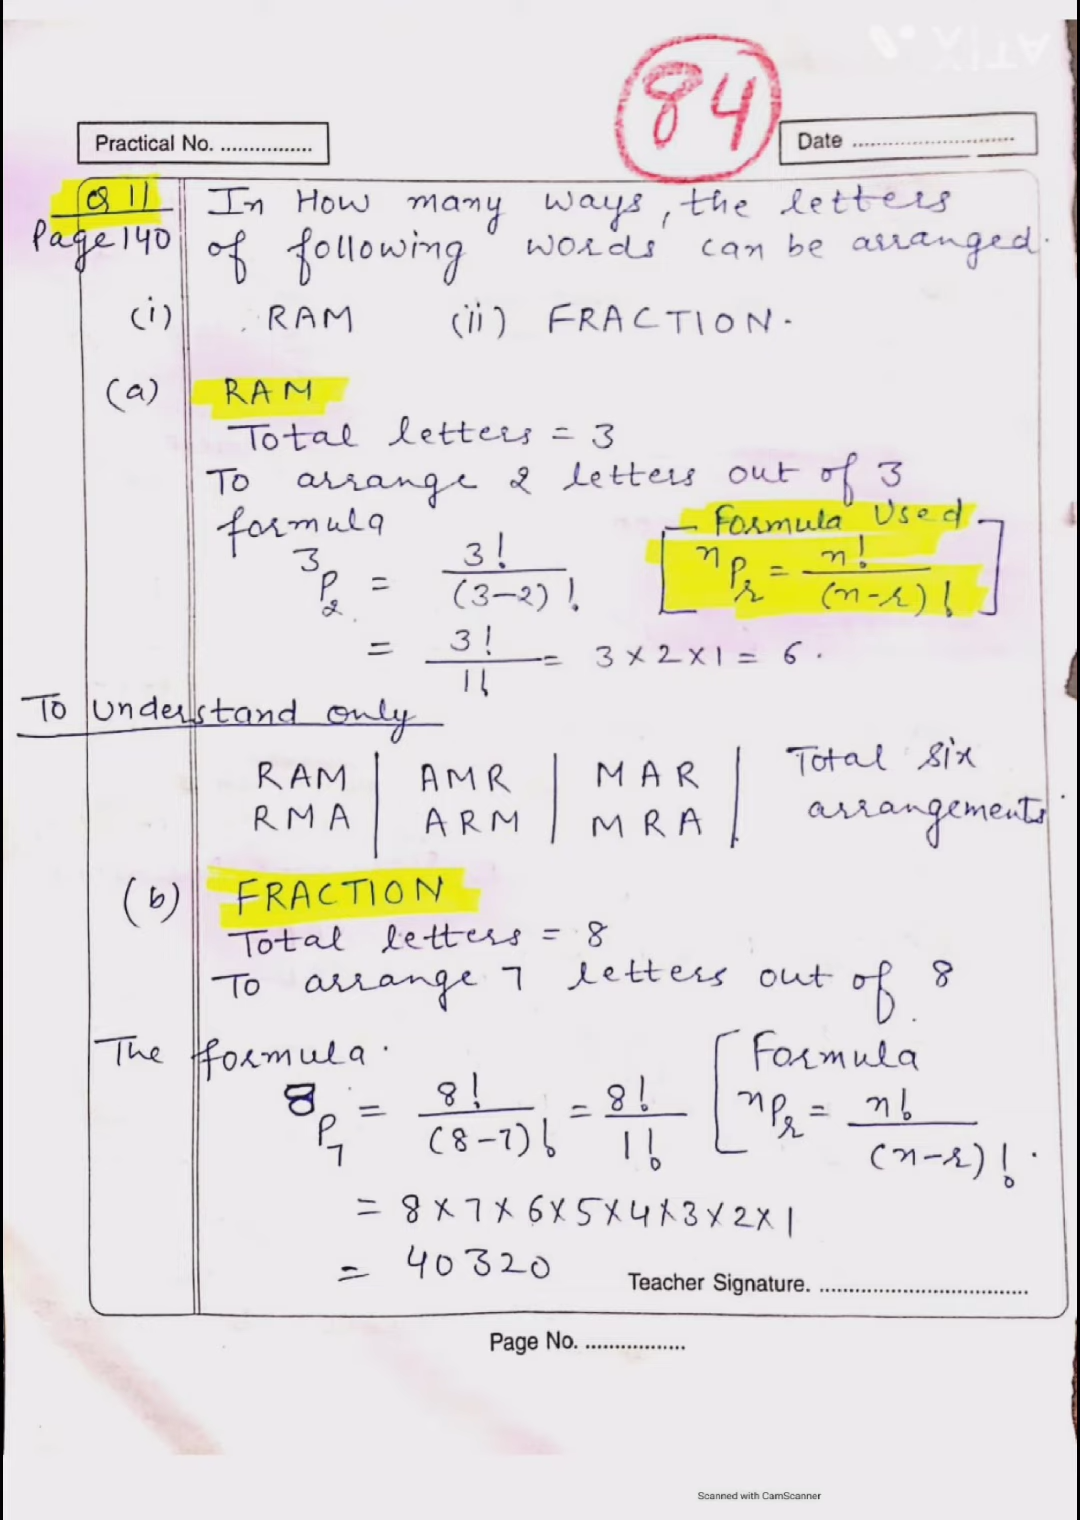 84
Practical No. ................
Date ............................
Q 11
Page 140
In How many ways, the letters
of following words can be arranged.
(i) RAM (ii) FRACTION.
(a) RAM
Total letters = 3
To arrange 2 letters out of 3
formula
Formula Used
³P₂ = 3! / (3-2)! [ⁿPᵣ = n! / (n-r)!]
= 3! / 1! = 3 × 2 × 1 = 6.
To understand only
RAM | AMR | MAR | Total six
RMA | ARM | MRA | arrangements
(b) FRACTION
Total letters = 8
To arrange 7 letters out of 8
The formula. [Formula
⁸P₇ = 8! / (8-7)! = 8! / 1! ⁿPᵣ = n! / (n-r)!.
= 8 × 7 × 6 × 5 × 4 × 3 × 2 × 1
= 40320
Teacher Signature. ....................................
Page No. .................
Scanned with CamScanner